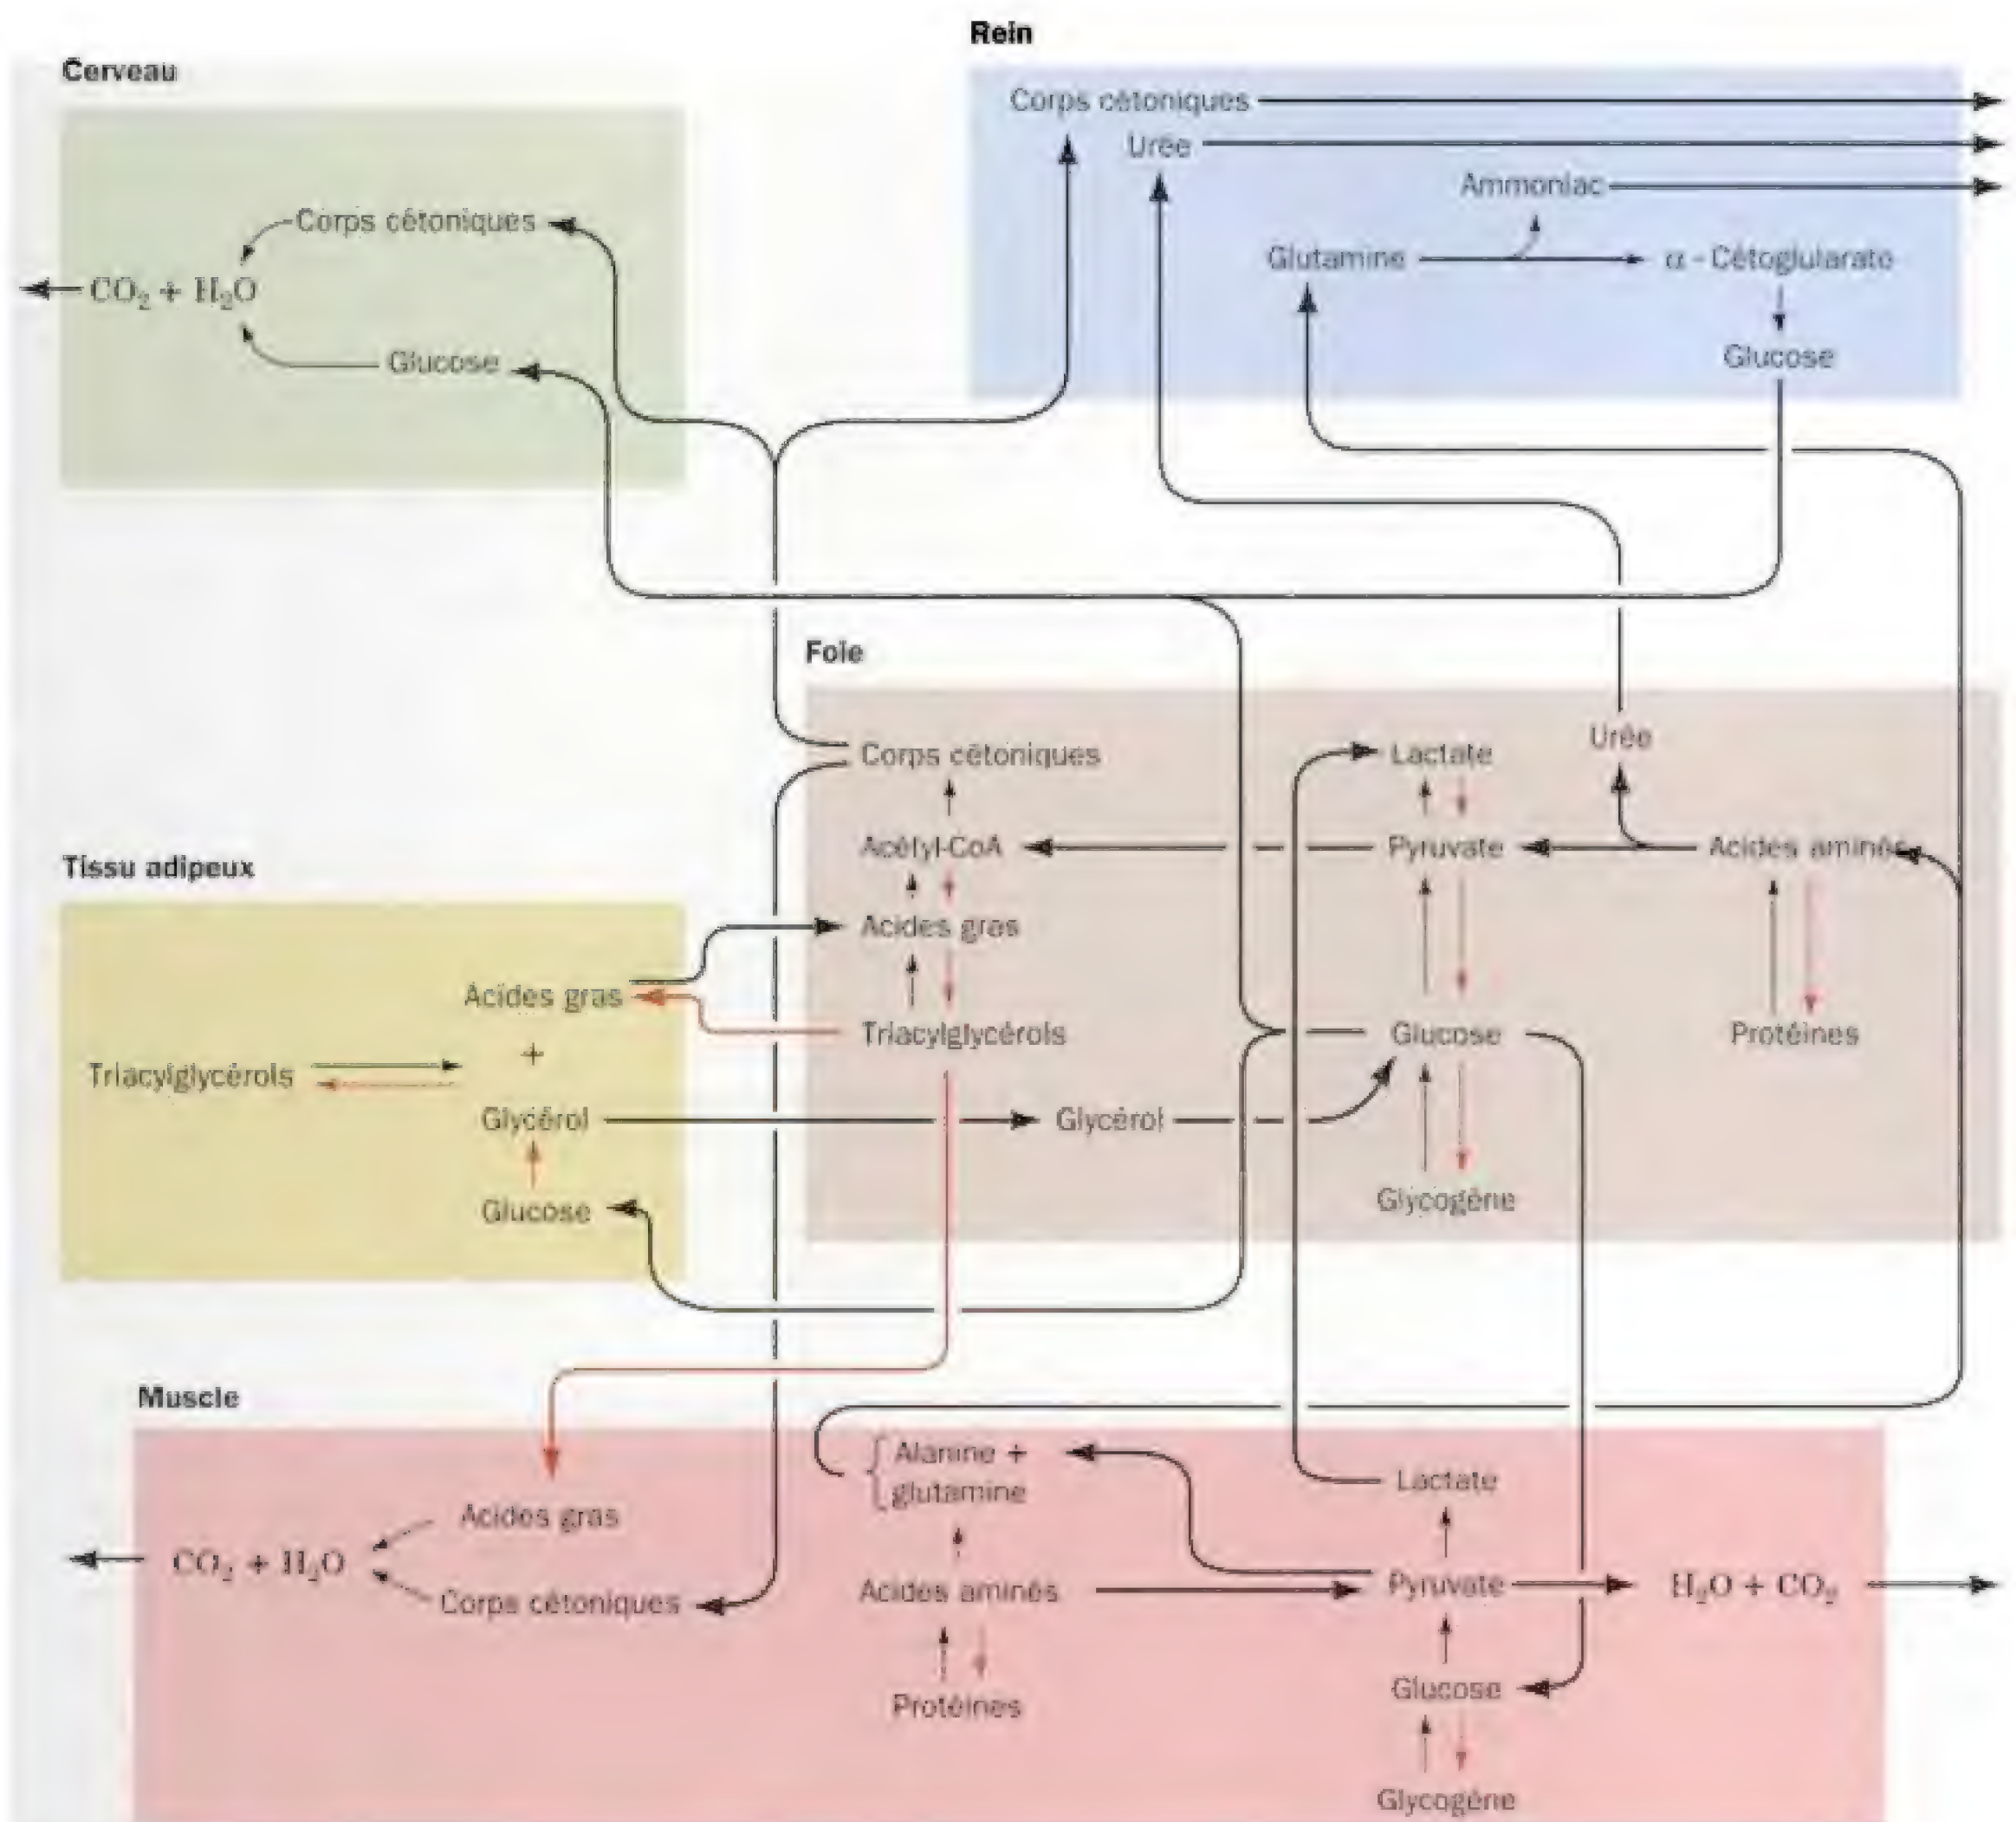 Rein
Corps cétoniques
Urée
Ammoniac
Glutamine
α - Cétoglularate
Glucose
Cerveau
Corps cétoniques
CO₂ + H₂O
Glucose
Foie
Corps cétoniques
Lactate
Urée
Acétyl-CoA
Pyruvate
Acides aminés
Acides gras
Triacylglycérols
Glucose
Protéines
Glycérol
Glycogène
Tissu adipeux
Acides gras
+
Triacylglycérols
Glycérol
Glucose
Muscle
Alanine +
glutamine
Lactate
Acides gras
CO₂ + H₂O
Corps cétoniques
Acides aminés
Pyruvate
H₂O + CO₂
Protéines
Glucose
Glycogène